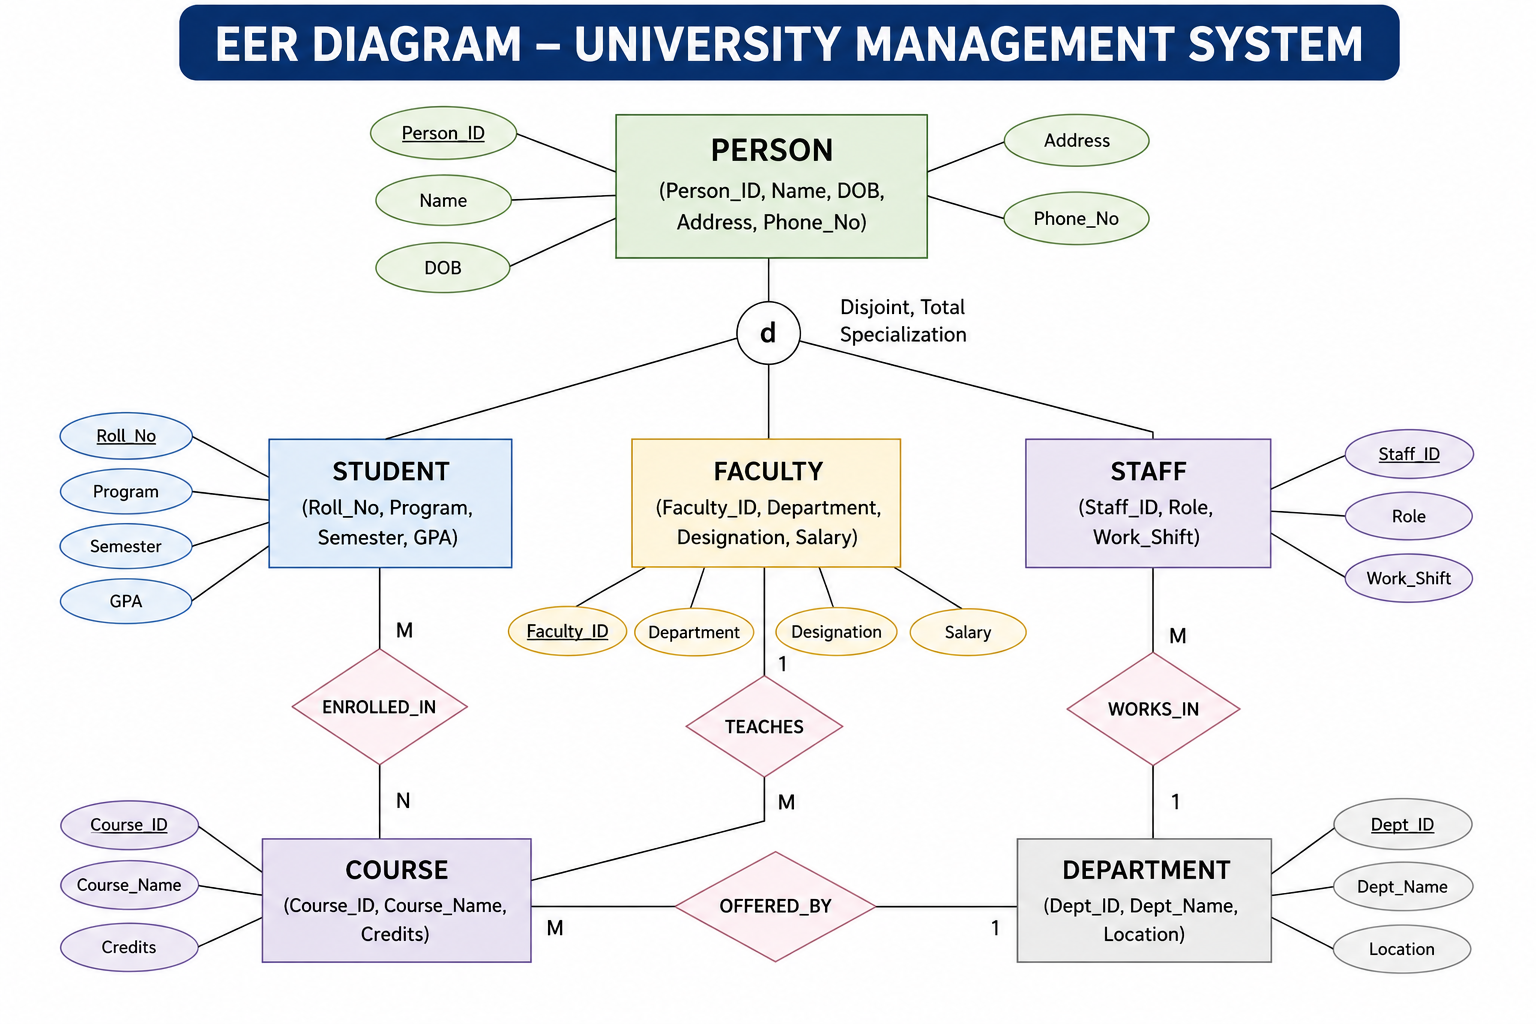 EER DIAGRAM – UNIVERSITY MANAGEMENT SYSTEM
Person_ID
Name
DOB
PERSON
(Person_ID, Name, DOB,
Address, Phone_No)
Address
Phone_No
d
Disjoint, Total
Specialization
Roll_No
Program
Semester
GPA
STUDENT
(Roll_No, Program,
Semester, GPA)
FACULTY
(Faculty_ID, Department,
Designation, Salary)
STAFF
(Staff_ID, Role,
Work_Shift)
Staff_ID
Role
Work_Shift
Faculty_ID
Department
Designation
Salary
M
1
M
ENROLLED_IN
TEACHES
WORKS_IN
N
M
1
Course_ID
Course_Name
Credits
COURSE
(Course_ID, Course_Name,
Credits)
M
OFFERED_BY
1
DEPARTMENT
(Dept_ID, Dept_Name,
Location)
Dept_ID
Dept_Name
Location